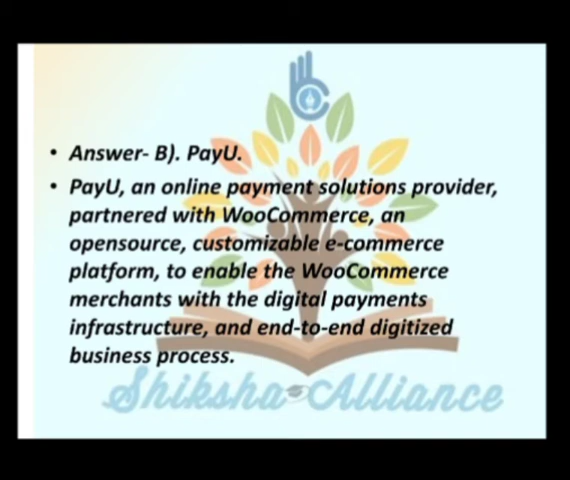 • Answer- B). PayU.
• PayU, an online payment solutions provider,
partnered with WooCommerce, an
opensource, customizable e-commerce
platform, to enable the WooCommerce
merchants with the digital payments
infrastructure, and end-to-end digitized
business process.
Shiksha Alliance